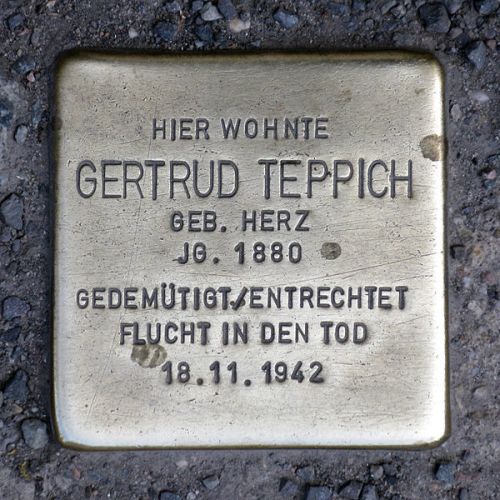 HIER WOHNTE
GERTRUD TEPPICH
GEB. HERZ
JG. 1880
GEDEMÜTIGT/ENTRECHTET
FLUCHT IN DEN TOD
18.11.1942